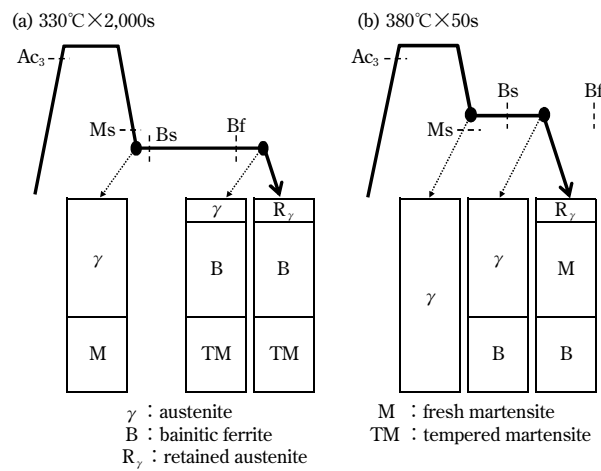 (a) 330℃×2,000s
(b) 380℃×50s
Ac₃
Ms
Bs
Bf
Ac₃
Ms
Bs
Bf
γ
M
γ
B
TM
Rγ
B
TM
γ
γ
B
Rγ
M
B
γ : austenite
B : bainitic ferrite
Rγ : retained austenite
M : fresh martensite
TM : tempered martensite